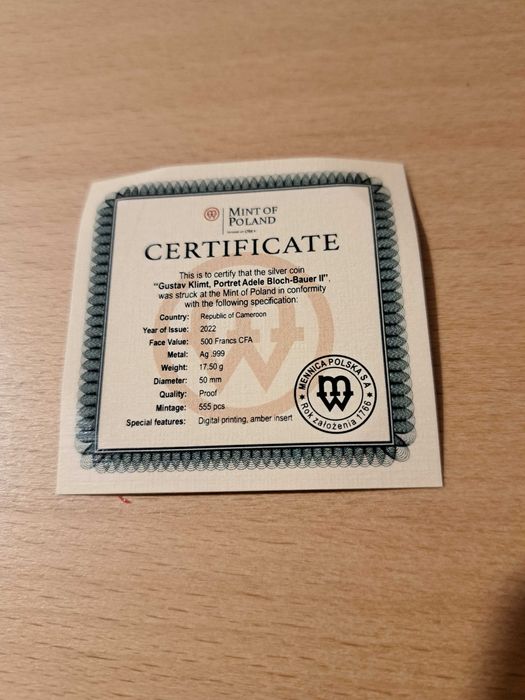 MINT OF
POLAND
CERTIFICATE
This is to certify that the silver coin
"Gustav Klimt, Portret Adele Bloch-Bauer II",
was struck at the Mint of Poland in conformity
with the following specification:
Country: Republic of Cameroon
Year of Issue: 2022
Face Value: 500 Francs CFA
Metal: Ag .999
Weight: 17.50 g
Diameter: 50 mm
Quality: Proof
Mintage: 555 pcs
Special features: Digital printing, amber insert
MENNICA POLSKA S.A
Rok założenia 1766